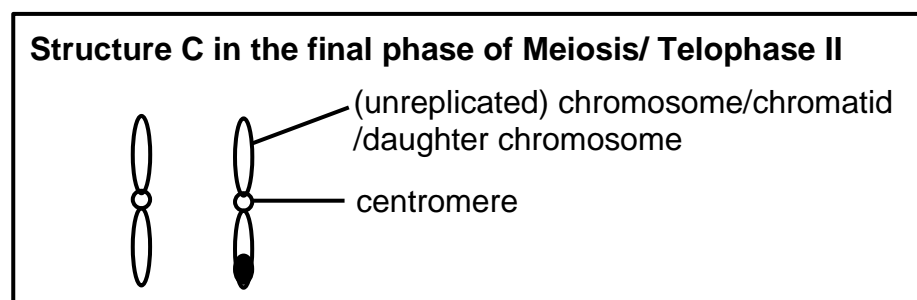 Structure C in the final phase of Meiosis/ Telophase II
(unreplicated) chromosome/chromatid
/daughter chromosome
centromere